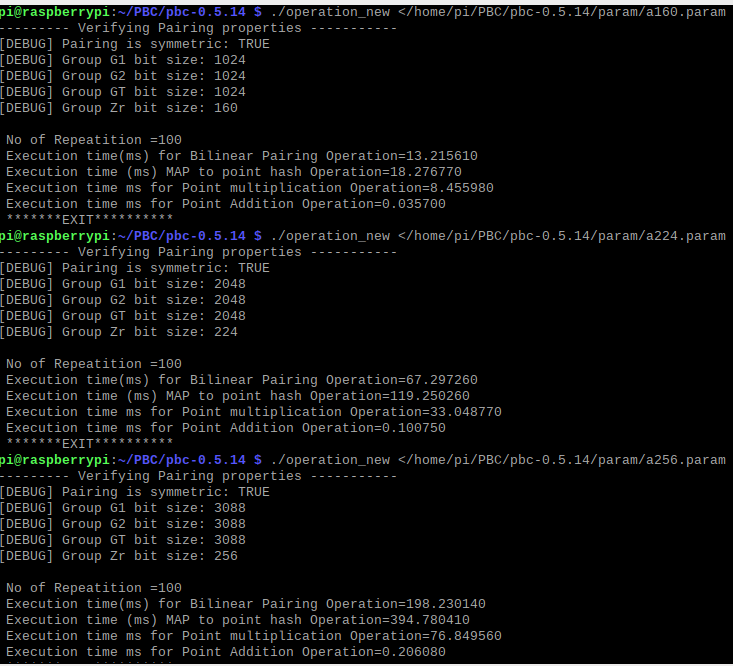 pi@raspberrypi:~/PBC/pbc-0.5.14 $ ./operation_new </home/pi/PBC/pbc-0.5.14/param/a160.param
--------- Verifying Pairing properties -----------
[DEBUG] Pairing is symmetric: TRUE
[DEBUG] Group G1 bit size: 1024
[DEBUG] Group G2 bit size: 1024
[DEBUG] Group GT bit size: 1024
[DEBUG] Group Zr bit size: 160
No of Repeatition =100
Execution time(ms) for Bilinear Pairing Operation=13.215610
Execution time (ms) MAP to point hash Operation=18.276770
Execution time ms for Point multiplication Operation=8.455980
Execution time ms for Point Addition Operation=0.035700
*******EXIT**********
pi@raspberrypi:~/PBC/pbc-0.5.14 $ ./operation_new </home/pi/PBC/pbc-0.5.14/param/a224.param
--------- Verifying Pairing properties -----------
[DEBUG] Pairing is symmetric: TRUE
[DEBUG] Group G1 bit size: 2048
[DEBUG] Group G2 bit size: 2048
[DEBUG] Group GT bit size: 2048
[DEBUG] Group Zr bit size: 224
No of Repeatition =100
Execution time(ms) for Bilinear Pairing Operation=67.297260
Execution time (ms) MAP to point hash Operation=119.250260
Execution time ms for Point multiplication Operation=33.048770
Execution time ms for Point Addition Operation=0.100750
*******EXIT**********
pi@raspberrypi:~/PBC/pbc-0.5.14 $ ./operation_new </home/pi/PBC/pbc-0.5.14/param/a256.param
--------- Verifying Pairing properties -----------
[DEBUG] Pairing is symmetric: TRUE
[DEBUG] Group G1 bit size: 3088
[DEBUG] Group G2 bit size: 3088
[DEBUG] Group GT bit size: 3088
[DEBUG] Group Zr bit size: 256
No of Repeatition =100
Execution time(ms) for Bilinear Pairing Operation=198.230140
Execution time (ms) MAP to point hash Operation=394.780410
Execution time ms for Point multiplication Operation=76.849560
Execution time ms for Point Addition Operation=0.206080